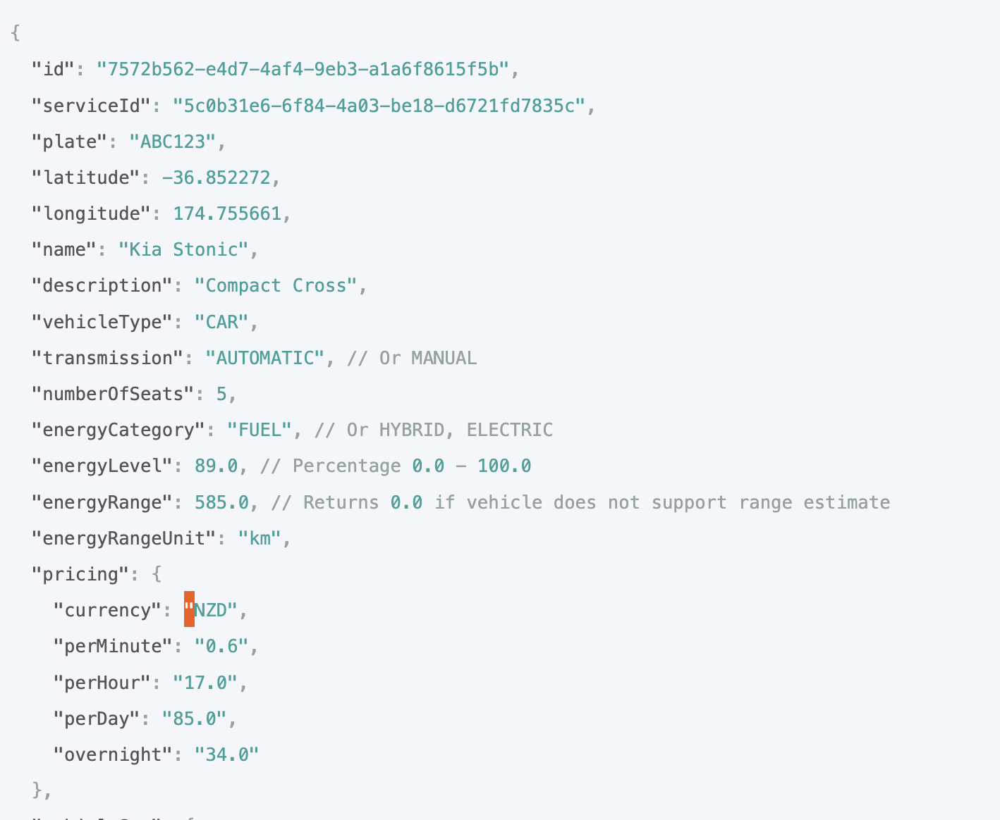 {
  "id": "7572b562-e4d7-4af4-9eb3-a1a6f8615f5b",
  "serviceId": "5c0b31e6-6f84-4a03-be18-d6721fd7835c",
  "plate": "ABC123",
  "latitude": -36.852272,
  "longitude": 174.755661,
  "name": "Kia Stonic",
  "description": "Compact Cross",
  "vehicleType": "CAR",
  "transmission": "AUTOMATIC", // Or MANUAL
  "numberOfSeats": 5,
  "energyCategory": "FUEL", // Or HYBRID, ELECTRIC
  "energyLevel": 89.0, // Percentage 0.0 - 100.0
  "energyRange": 585.0, // Returns 0.0 if vehicle does not support range estimate
  "energyRangeUnit": "km",
  "pricing": {
    "currency": "NZD",
    "perMinute": "0.6",
    "perHour": "17.0",
    "perDay": "85.0",
    "overnight": "34.0"
  },